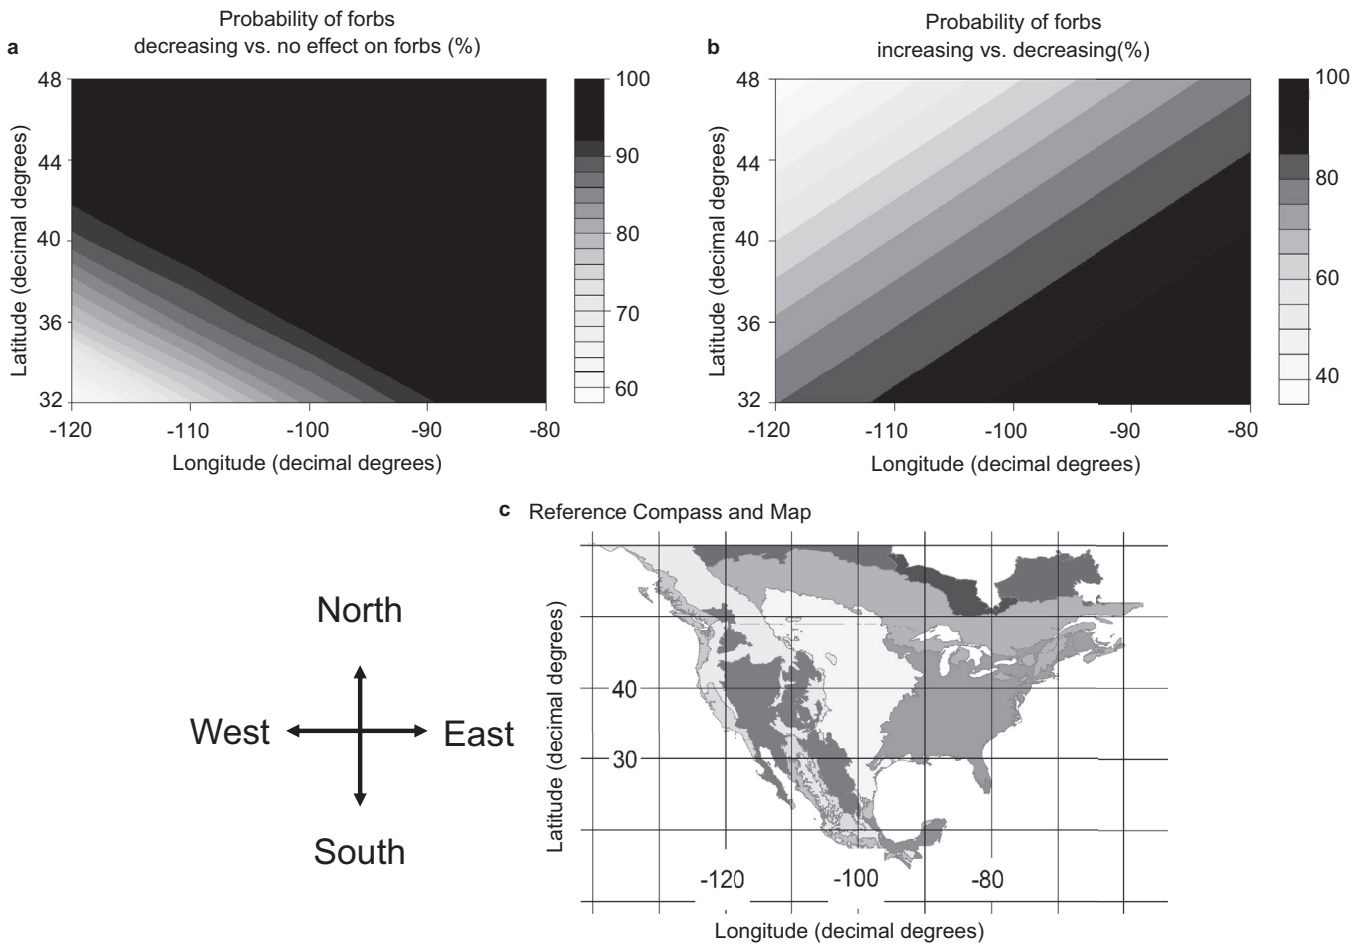 a
Probability of forbs
decreasing vs. no effect on forbs (%)
Latitude (decimal degrees)
48
44
40
36
32
-120
-110
-100
-90
-80
Longitude (decimal degrees)
100
90
80
70
60
b
Probability of forbs
increasing vs. decreasing(%)
Latitude (decimal degrees)
48
44
40
36
32
-120
-110
-100
-90
-80
Longitude (decimal degrees)
100
80
60
40
c Reference Compass and Map
North
West
East
South
Latitude (decimal degrees)
40
30
-120
-100
-80
Longitude (decimal degrees)